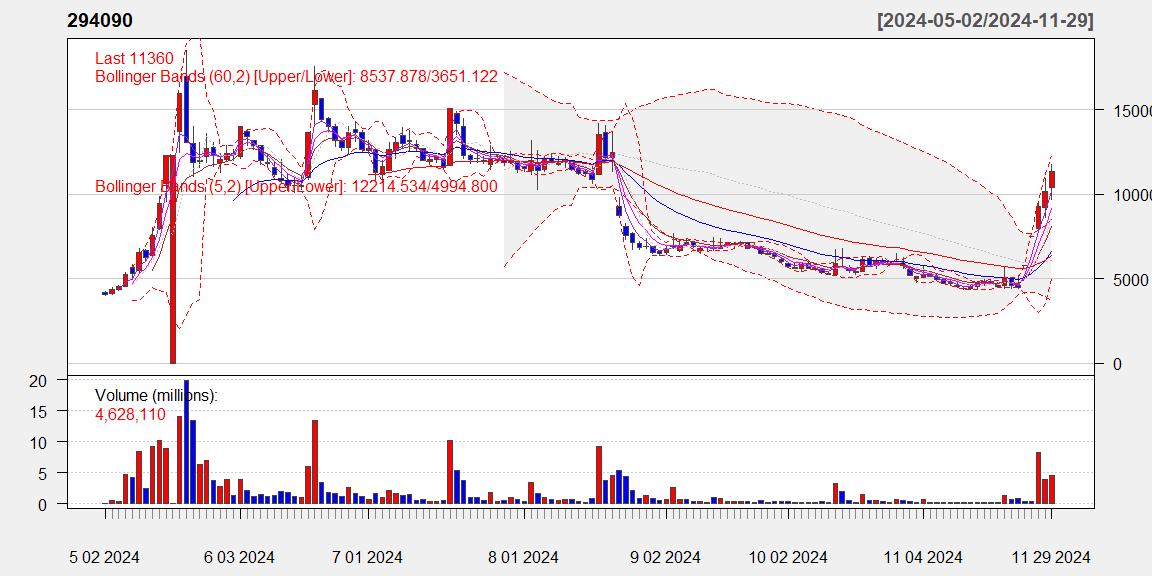 294090 [2024-05-02/2024-11-29]
Last 11360
Bollinger Bands (60,2) [Upper/Lower]: 8537.878/3651.122
15000
Bollinger Bands (5,2) [Upper/Lower]: 12214.534/4994.800
10000
5000
0
20
Volume (millions):
15
4,628,110
10
5
0
5 02 2024 6 03 2024 7 01 2024 8 01 2024 9 02 2024 10 02 2024 11 04 2024 11 29 2024